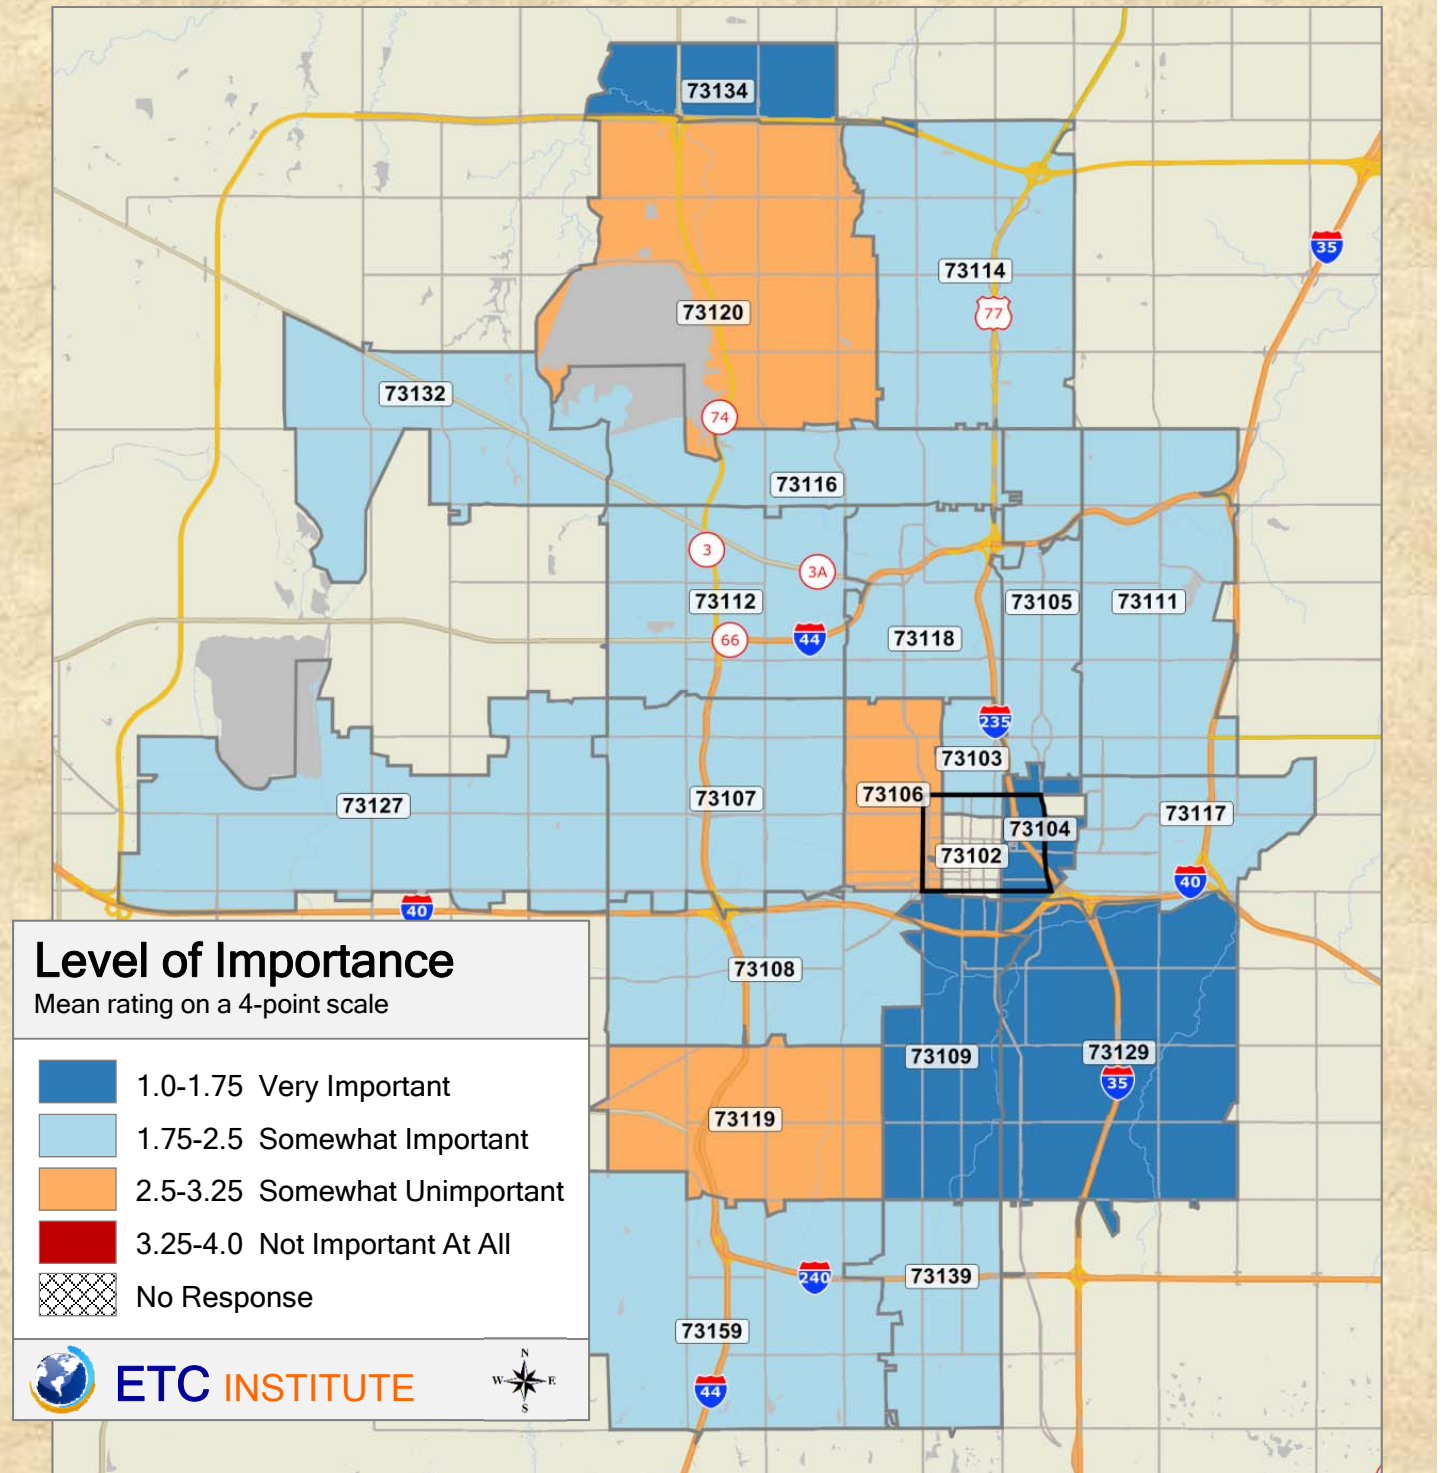 73134
35
73114
77
73120
73132
74
73116
3
3A
73112
73105
73111
66
44
73118
235
73103
73106
73107
73127
73117
73104
73102
40
40
Level of Importance
Mean rating on a 4-point scale
1.0-1.75 Very Important
1.75-2.5 Somewhat Important
2.5-3.25 Somewhat Unimportant
3.25-4.0 Not Important At All
No Response
ETC INSTITUTE
N
W E
S
73108
73109
73129
35
73119
240
73139
73159
44